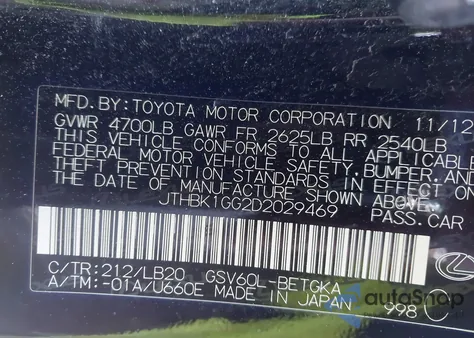 MFD.BY:TOYOTA MOTOR CORPORATION 11/12
GVWR 4700LB GAWR FR 2625LB RR 2540LB
THIS VEHICLE CONFORMS TO ALL APPLICABLE
FEDERAL MOTOR VEHICLE SAFETY,BUMPER,AND
THEFT PREVENTION STANDARDS IN EFFECT ON
THE DATE OF MANUFACTURE SHOWN ABOVE.
JTHBK1GG2D2029469 PASS.CAR
C/TR:212/LB20 GSV60L-BETGKA
A/TM:-01A/U660E MADE IN JAPAN 998
autoShop